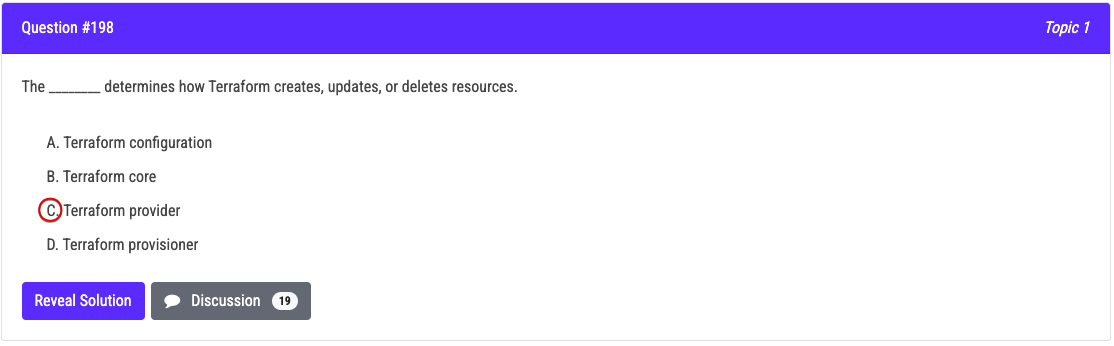 Question #198
Topic 1
The ________ determines how Terraform creates, updates, or deletes resources.
A. Terraform configuration
B. Terraform core
C. Terraform provider
D. Terraform provisioner
Reveal Solution
Discussion 19